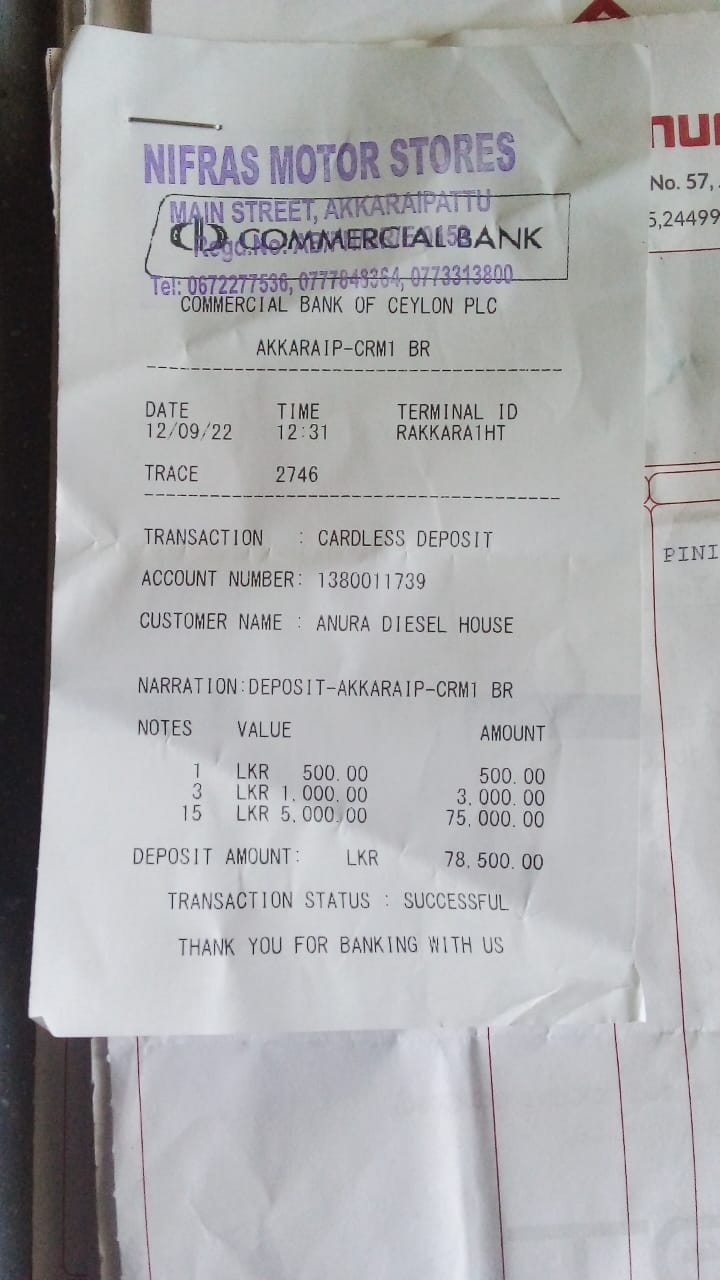 NIFRAS MOTOR STORES
MAIN STREET, AKKARAIPATTU
COMMERCIAL BANK
Regd.No.
Tel: 0672277536, 0777848364, 0773313800
COMMERCIAL BANK OF CEYLON PLC
AKKARAIP-CRM1 BR
DATE TIME TERMINAL ID
12/09/22 12:31 RAKKARA1HT
TRACE 2746
TRANSACTION : CARDLESS DEPOSIT
ACCOUNT NUMBER: 1380011739
CUSTOMER NAME : ANURA DIESEL HOUSE
NARRATION:DEPOSIT-AKKARAIP-CRM1 BR
NOTES VALUE AMOUNT
1 LKR 500.00 500.00
3 LKR 1,000.00 3,000.00
15 LKR 5,000.00 75,000.00
DEPOSIT AMOUNT: LKR 78,500.00
TRANSACTION STATUS : SUCCESSFUL
THANK YOU FOR BANKING WITH US
No. 57,
5,24499
PINI